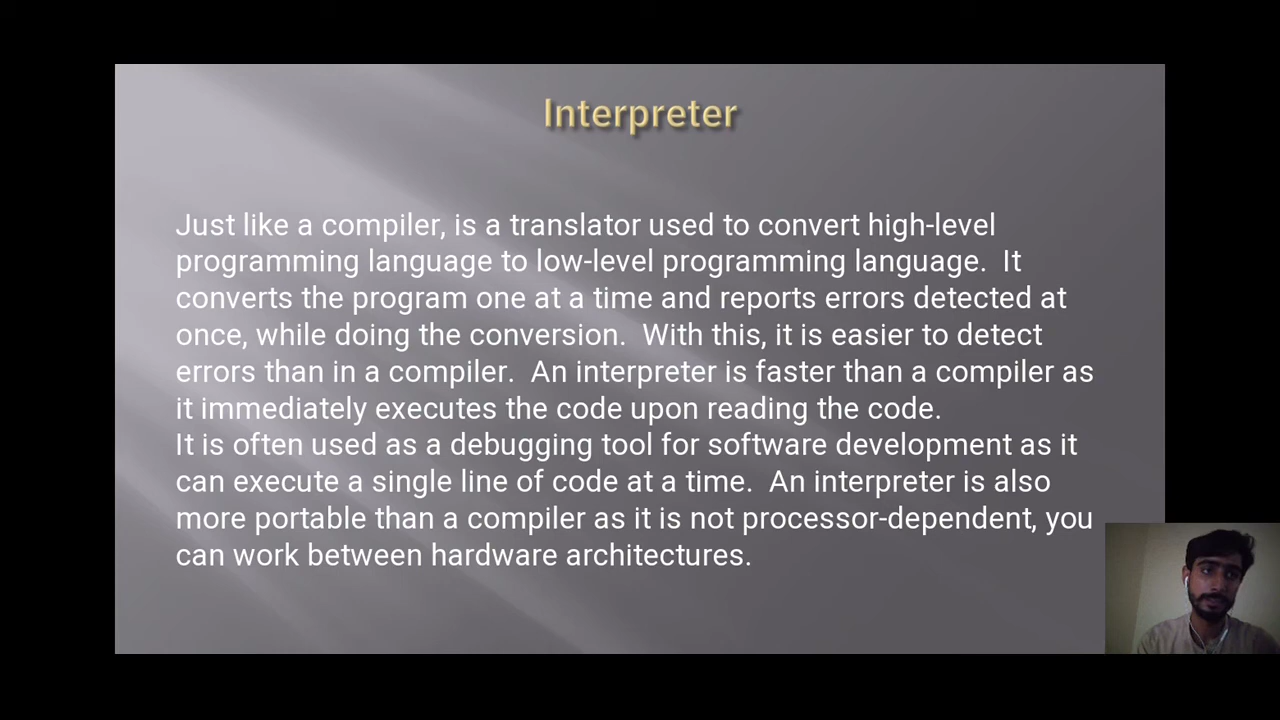 Interpreter
Just like a compiler, is a translator used to convert high-level
programming language to low-level programming language.  It
converts the program one at a time and reports errors detected at
once, while doing the conversion.  With this, it is easier to detect
errors than in a compiler.  An interpreter is faster than a compiler as
it immediately executes the code upon reading the code.
It is often used as a debugging tool for software development as it
can execute a single line of code at a time.  An interpreter is also
more portable than a compiler as it is not processor-dependent, you
can work between hardware architectures.